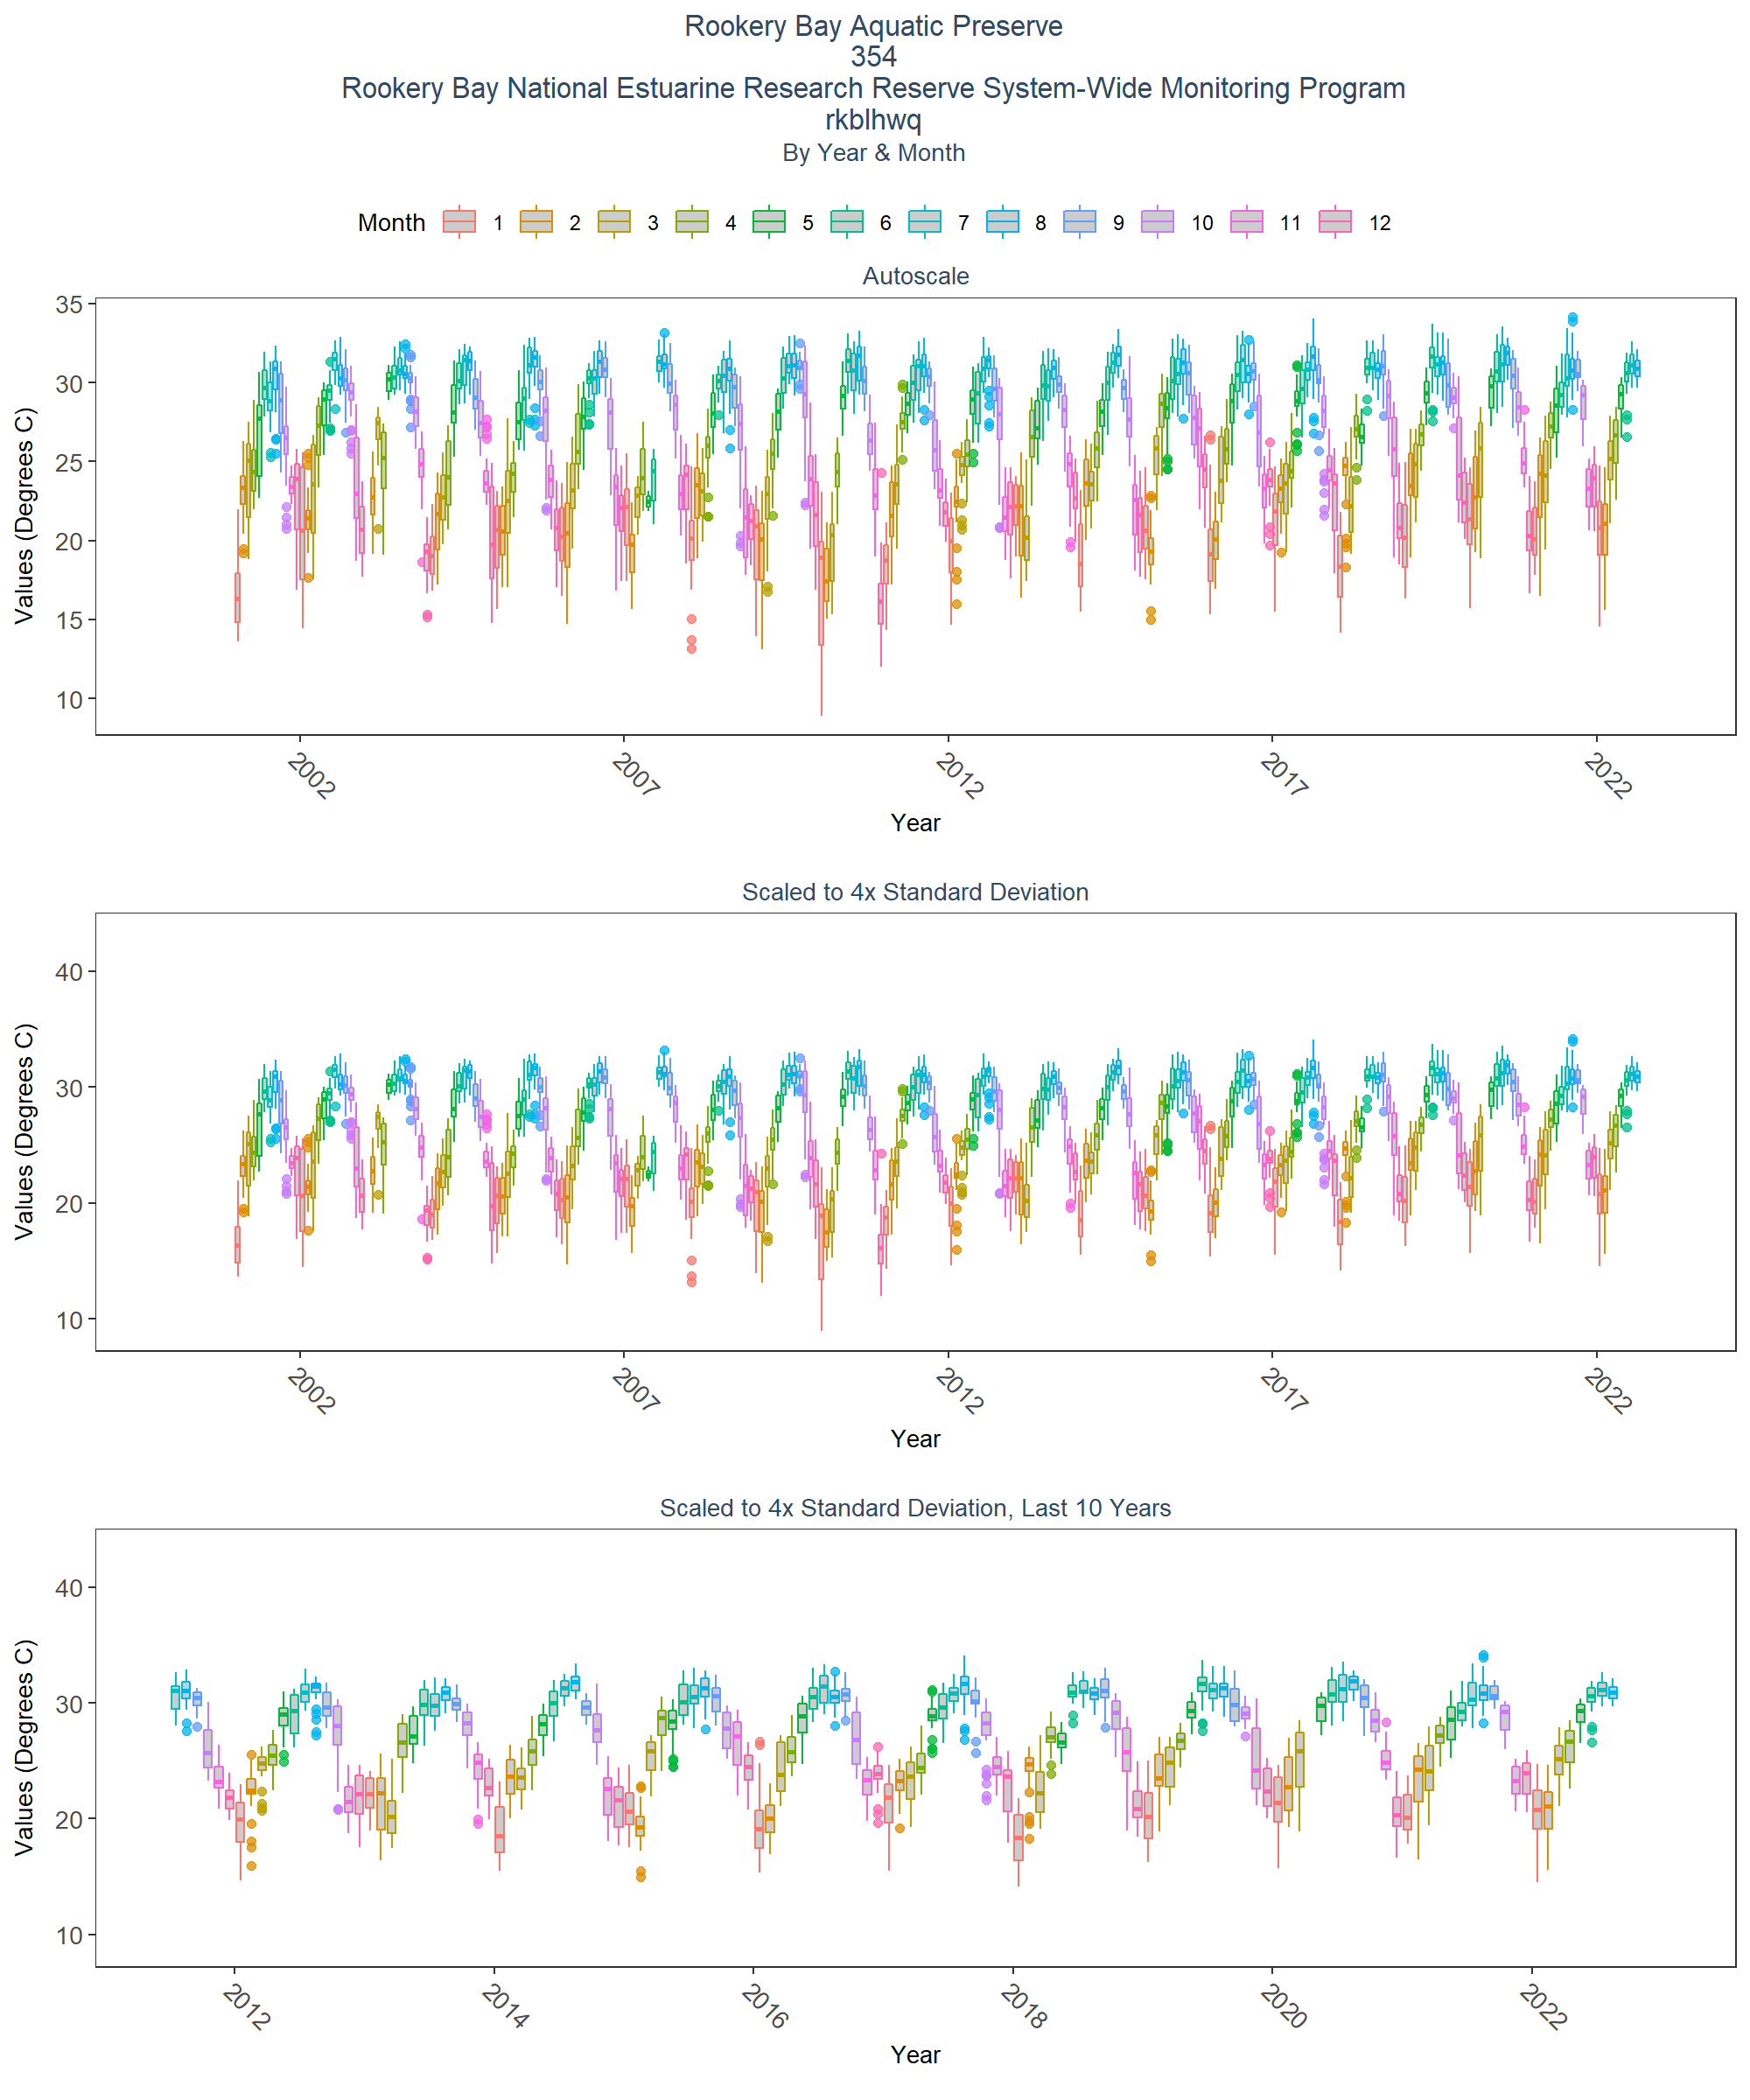 Rookery Bay Aquatic Preserve
354
Rookery Bay National Estuarine Research Reserve System-Wide Monitoring Program
rkblhwq
By Year & Month
Month 1 2 3 4 5 6 7 8 9 10 11 12
Autoscale
Values (Degrees C)
35
30
25
20
15
10
2002 2007 2012 2017 2022
Year
Scaled to 4x Standard Deviation
Values (Degrees C)
40
30
20
10
2002 2007 2012 2017 2022
Year
Scaled to 4x Standard Deviation, Last 10 Years
Values (Degrees C)
40
30
20
10
2012 2014 2016 2018 2020 2022
Year